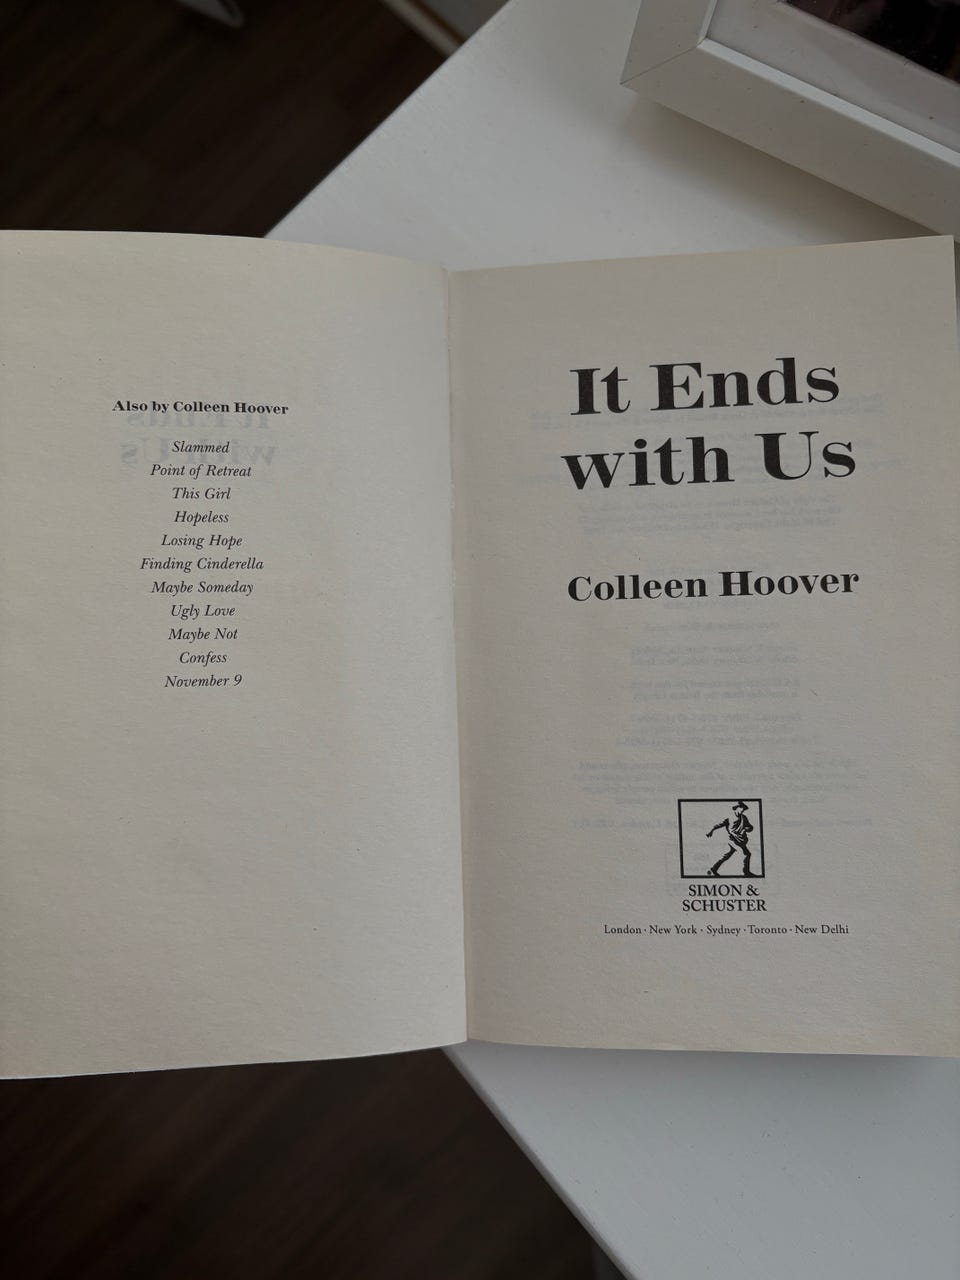 Also by Colleen Hoover
Slammed
Point of Retreat
This Girl
Hopeless
Losing Hope
Finding Cinderella
Maybe Someday
Ugly Love
Maybe Not
Confess
November 9
It Ends
with Us
Colleen Hoover
SIMON &
SCHUSTER
London · New York · Sydney · Toronto · New Delhi